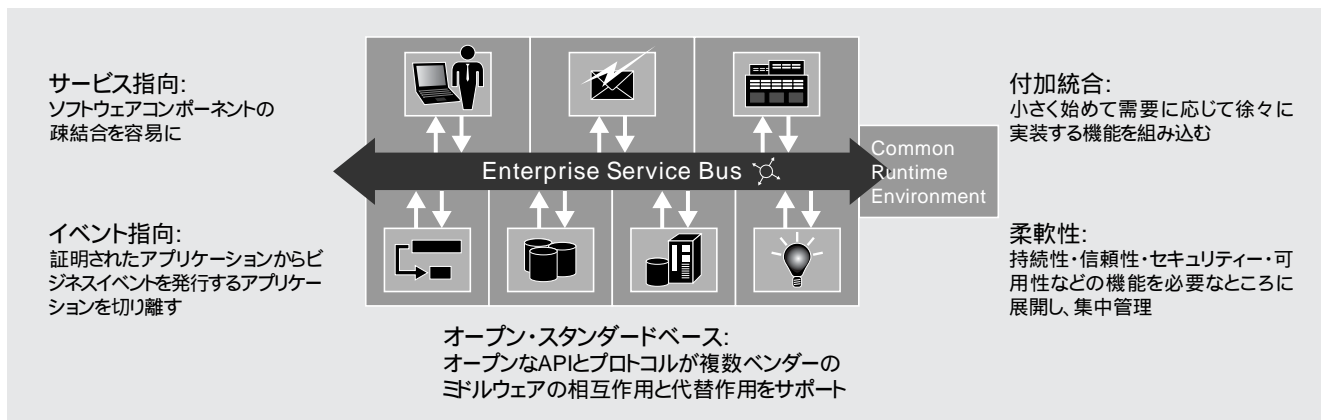 サービス指向:
ソフトウェアコンポーネントの
疎結合を容易に
イベント指向:
証明されたアプリケーションからビ
ジネスイベントを発行するアプリケー
ションを切り離す
Enterprise Service Bus
Common
Runtime
Environment
付加統合:
小さく始めて需要に応じて徐々に
実装する機能を組み込む
柔軟性:
持続性・信頼性・セキュリティー・可
用性などの機能を必要なところに
展開し、集中管理
オープン・スタンダードベース:
オープンなAPIとプロトコルが複数ベンダーの
ミドルウェアの相互作用と代替作用をサポート